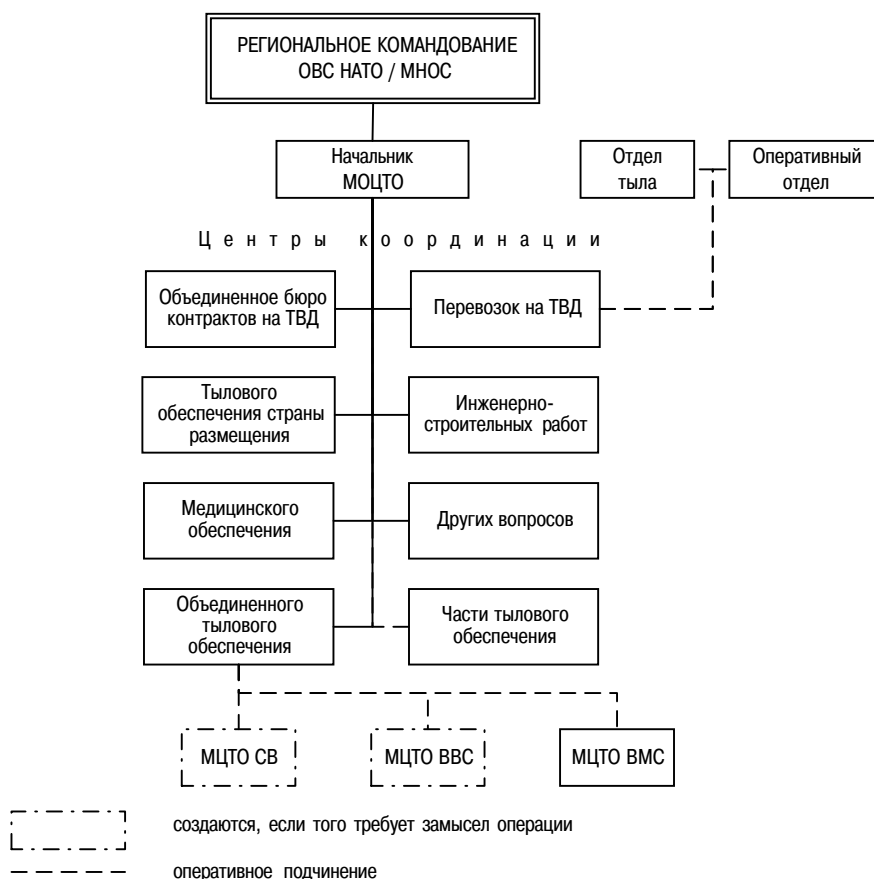 РЕГИОНАЛЬНОЕ КОМАНДОВАНИЕ
ОВС НАТО / МНОС
Начальник
МОЦТО
Отдел
тыла
Оперативный
отдел
Центры координации
Объединенное бюро
контрактов на ТВД
Перевозок на ТВД
Тылового
обеспечения страны
размещения
Инженерно-
строительных работ
Медицинского
обеспечения
Других вопросов
Объединенного
тылового
обеспечения
Части тылового
обеспечения
МЦТО СВ
МЦТО ВВС
МЦТО ВМС
создаются, если того требует замысел операции
оперативное подчинение